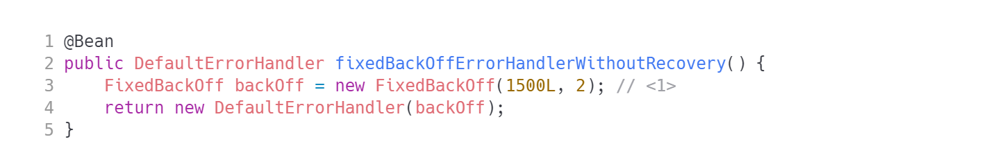 1 @Bean
2 public DefaultErrorHandler fixedBackOffErrorHandlerWithoutRecovery() {
3     FixedBackOff backOff = new FixedBackOff(1500L, 2); // <1>
4     return new DefaultErrorHandler(backOff);
5 }